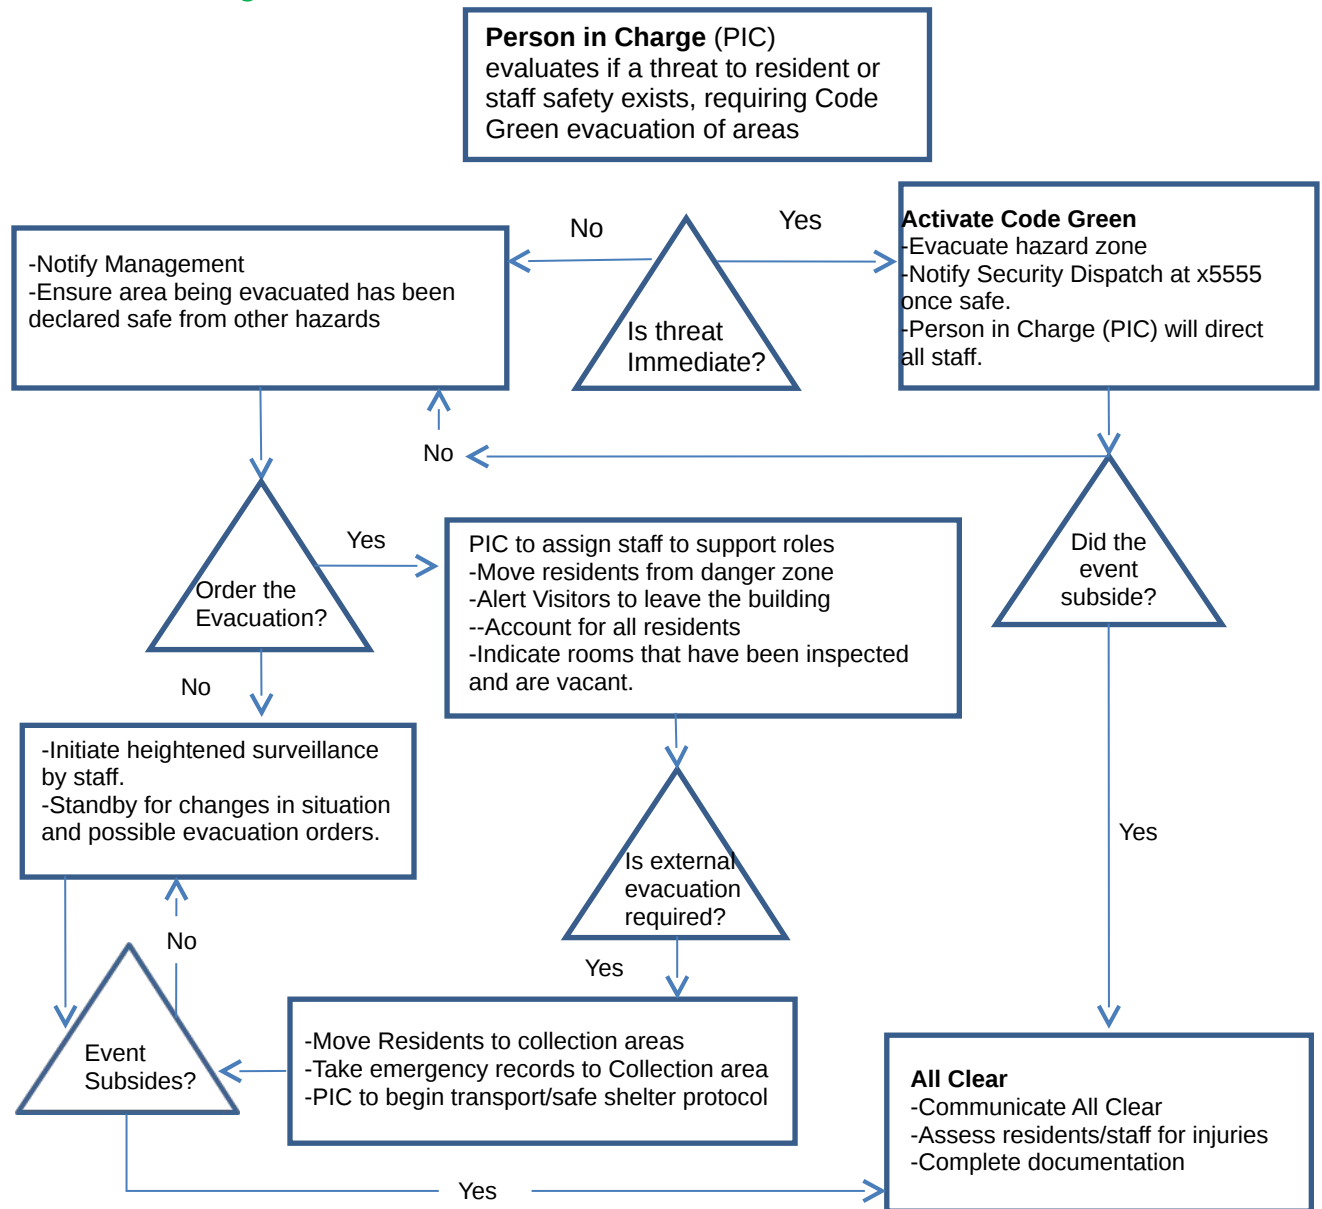 Person in Charge (PIC)
evaluates if a threat to resident or
staff safety exists, requiring Code
Green evacuation of areas
No
Yes
Is threat
Immediate?
-Notify Management
-Ensure area being evacuated has been
declared safe from other hazards
Activate Code Green
-Evacuate hazard zone
-Notify Security Dispatch at x5555
once safe.
-Person in Charge (PIC) will direct
all staff.
No
Did the
event
subside?
Order the
Evacuation?
Yes
PIC to assign staff to support roles
-Move residents from danger zone
-Alert Visitors to leave the building
--Account for all residents
-Indicate rooms that have been inspected
and are vacant.
No
-Initiate heightened surveillance
by staff.
-Standby for changes in situation
and possible evacuation orders.
Yes
Is external
evacuation
required?
No
Yes
Event
Subsides?
-Move Residents to collection areas
-Take emergency records to Collection area
-PIC to begin transport/safe shelter protocol
All Clear
-Communicate All Clear
-Assess residents/staff for injuries
-Complete documentation
Yes